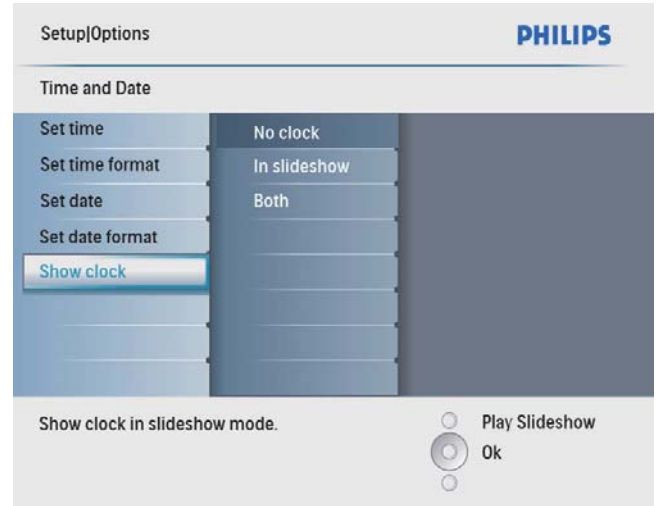 Setup|Options
PHILIPS
Time and Date
Set time
Set time format
Set date
Set date format
Show clock
No clock
In slideshow
Both
Show clock in slideshow mode.
Play Slideshow
Ok